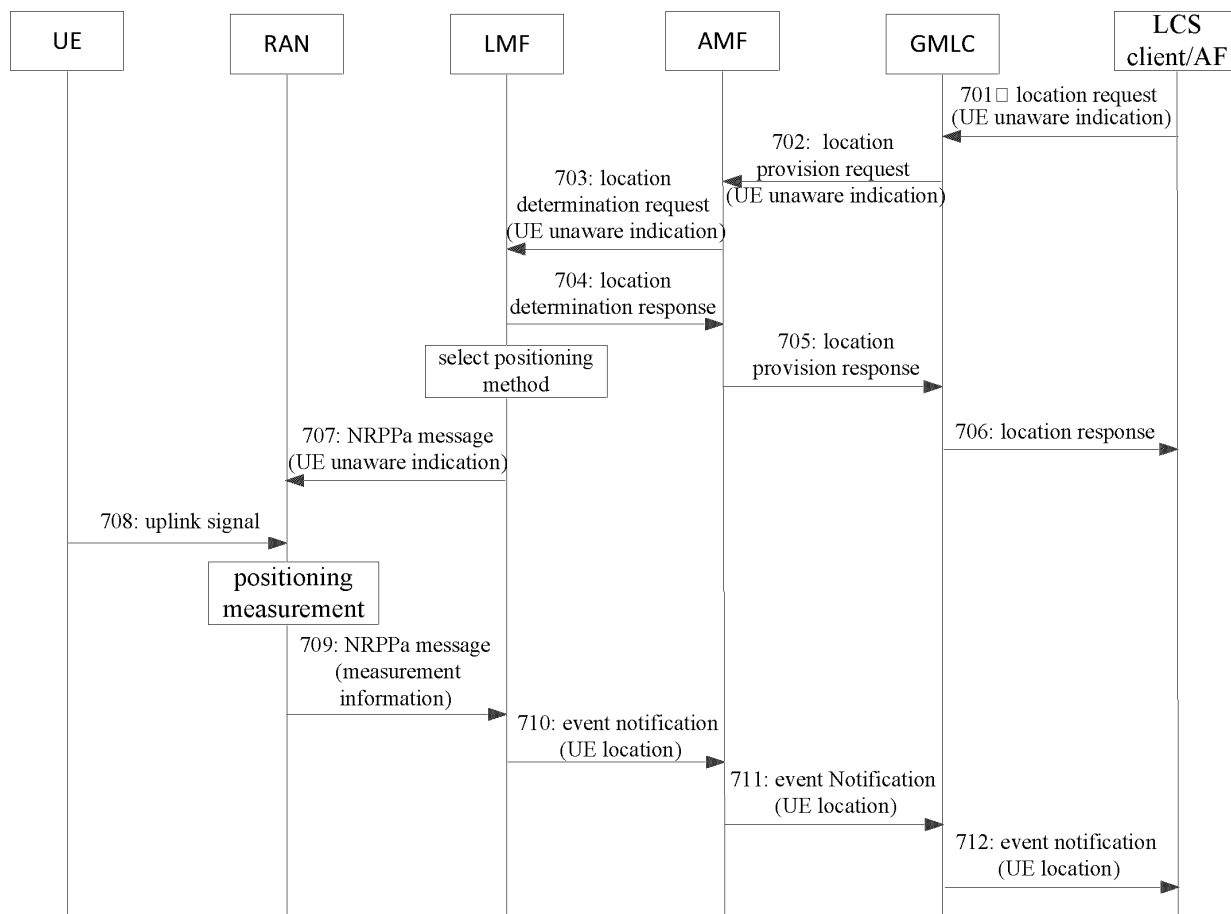 UE
RAN
LMF
AMF
GMLC
LCS
client/AF
701□ location request
(UE unaware indication)
702:  location
provision request
(UE unaware indication)
703: location
determination request
(UE unaware indication)
704: location
determination response
705: location
provision response
select positioning
method
706: location response
707: NRPPa message
(UE unaware indication)
708: uplink signal
positioning
measurement
709: NRPPa message
(measurement
information)
710: event notification
(UE location)
711: event Notification
(UE location)
712: event notification
(UE location)